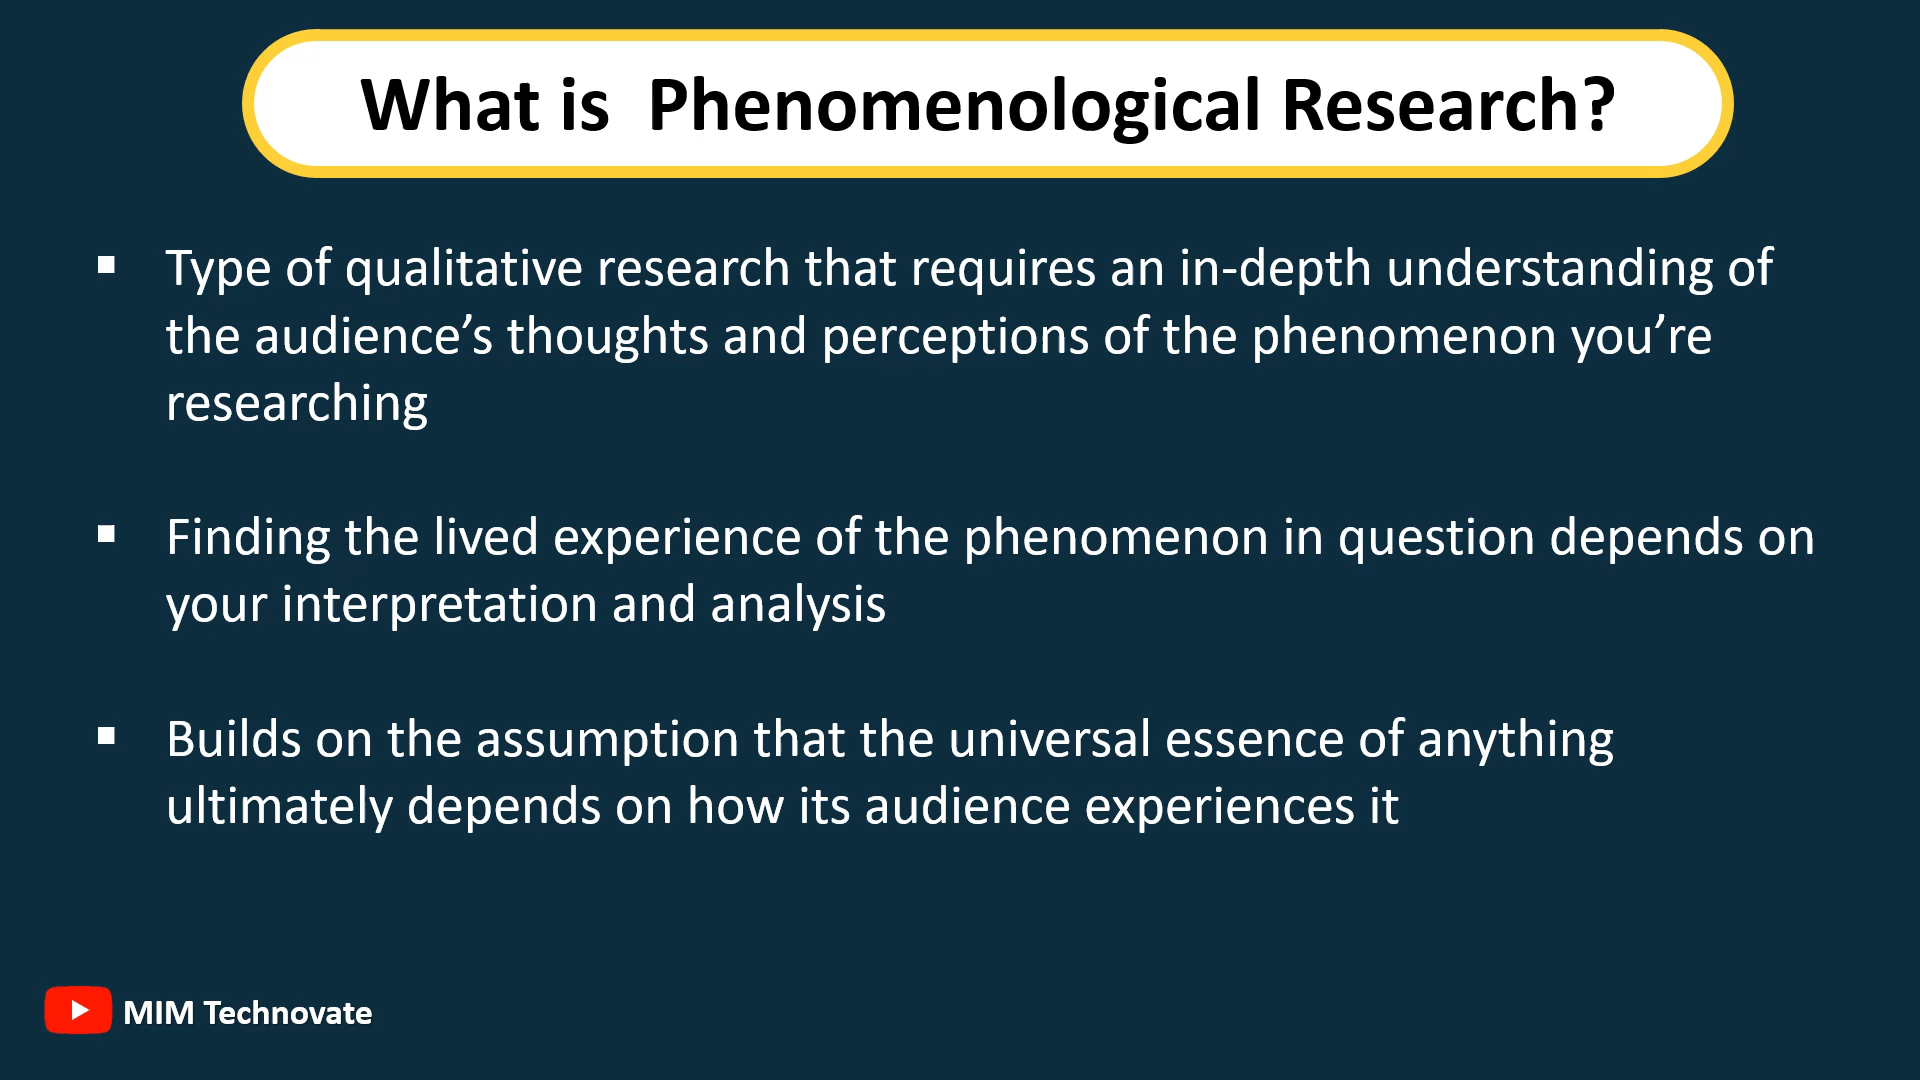 What is  Phenomenological Research?
▪ Type of qualitative research that requires an in-depth understanding of
the audience’s thoughts and perceptions of the phenomenon you’re
researching
▪ Finding the lived experience of the phenomenon in question depends on
your interpretation and analysis
▪ Builds on the assumption that the universal essence of anything
ultimately depends on how its audience experiences it
MIM Technovate